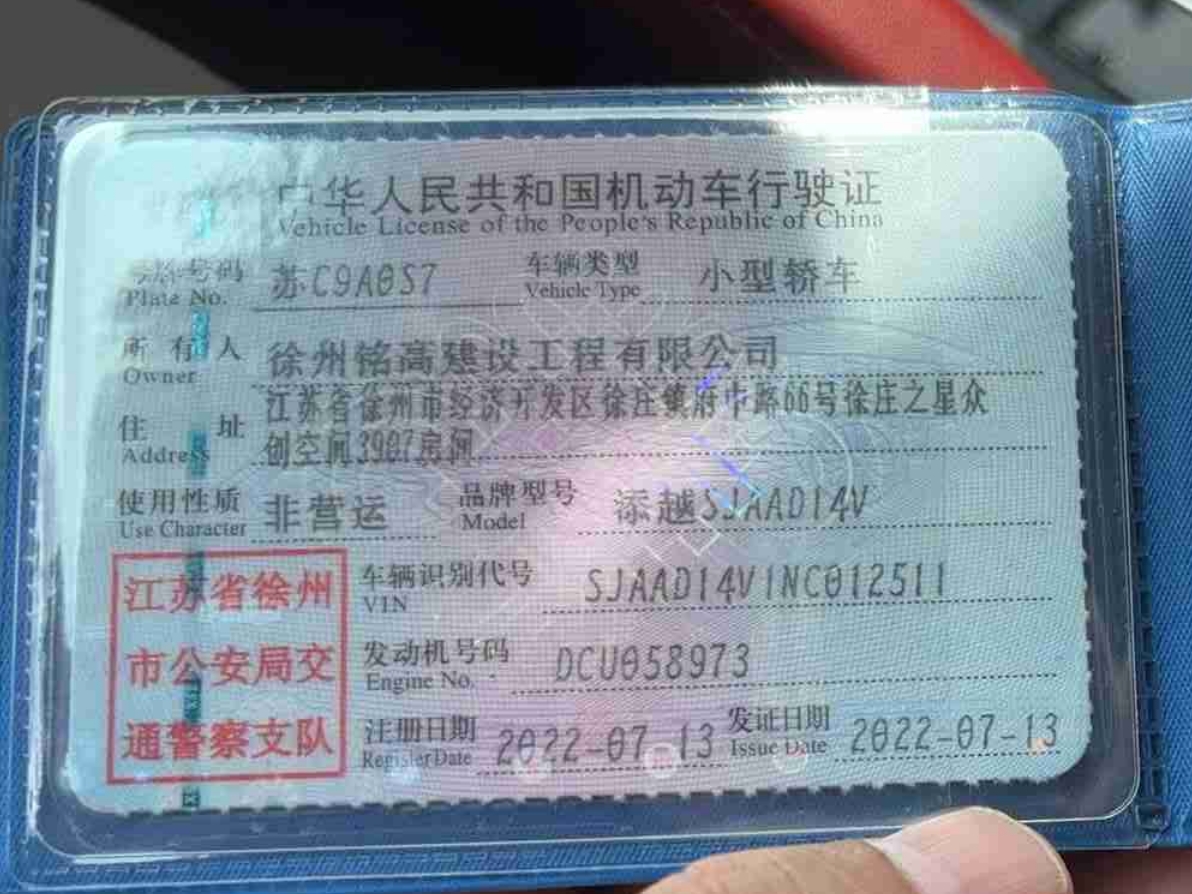 中华人民共和国机动车行驶证
Vehicle License of the People's Republic of China
号牌号码 苏C9A0S7 车辆类型 小型轿车
Plate No. Vehicle Type
所有人 徐州铭高建设工程有限公司
Owner
住址 江苏省徐州市经济开发区徐庄镇府中路66号徐庄之星众
Address 创空间3907房间
使用性质 非营运 品牌型号 添越SJAAD14V
Use Character Model
江苏省徐州
市公安局交
通警察支队
车辆识别代号 SJAAD14V1NC012511
VIN
发动机号码 DCU058973
Engine No.
注册日期 2022-07-13 发证日期 2022-07-13
Register Date Issue Date